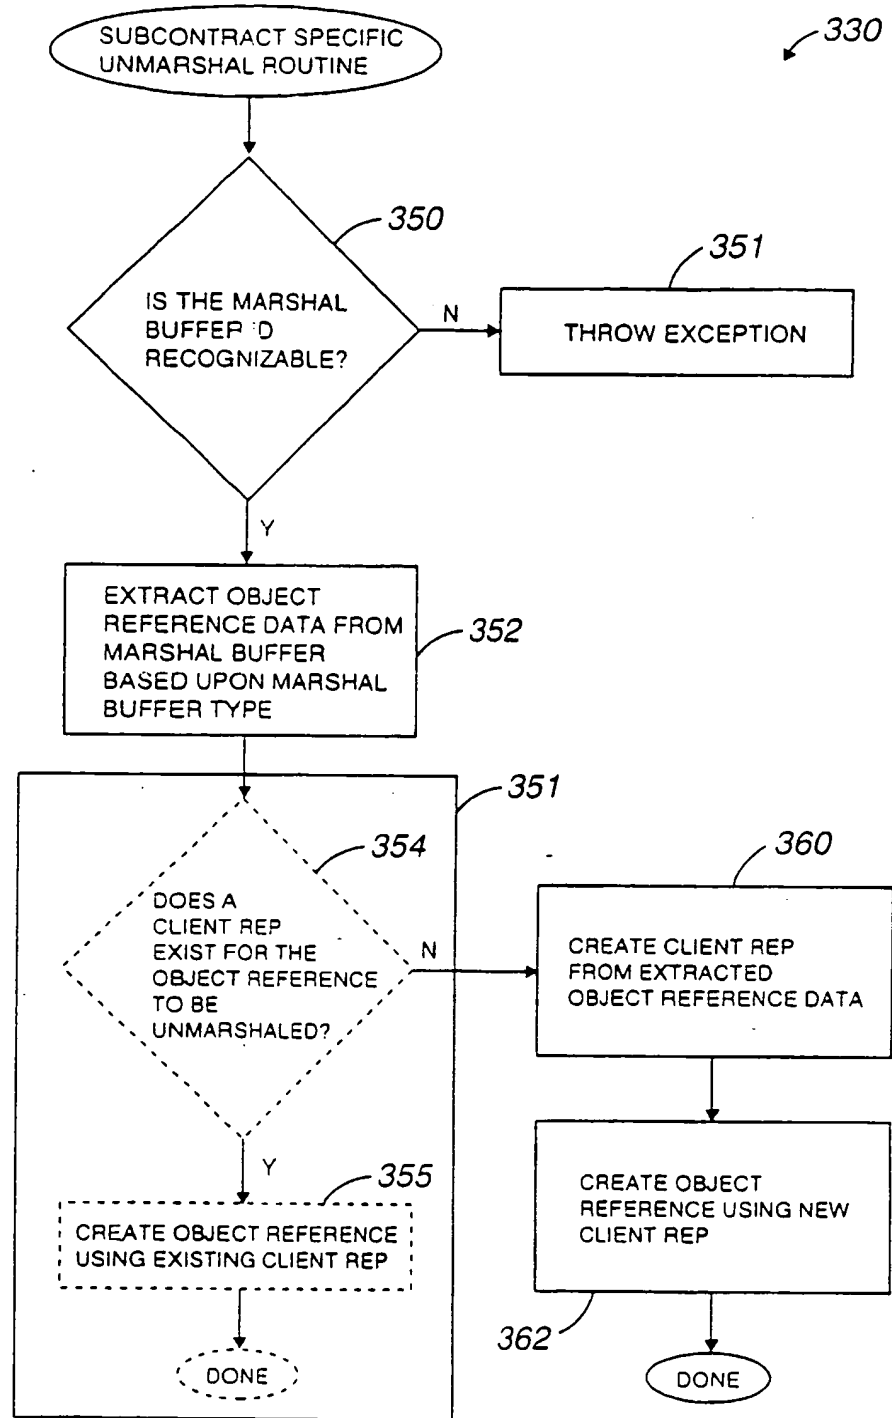 SUBCONTRACT SPECIFIC
UNMARSHAL ROUTINE
330
350
IS THE MARSHAL
BUFFER ID
RECOGNIZABLE?
N
351
THROW EXCEPTION
Y
EXTRACT OBJECT
REFERENCE DATA FROM
MARSHAL BUFFER
BASED UPON MARSHAL
BUFFER TYPE
352
351
354
DOES A
CLIENT REP
EXIST FOR THE
OBJECT REFERENCE
TO BE
UNMARSHALED?
N
360
CREATE CLIENT REP
FROM EXTRACTED
OBJECT REFERENCE DATA
Y
355
CREATE OBJECT REFERENCE
USING EXISTING CLIENT REP
CREATE OBJECT
REFERENCE USING NEW
CLIENT REP
362
DONE
DONE